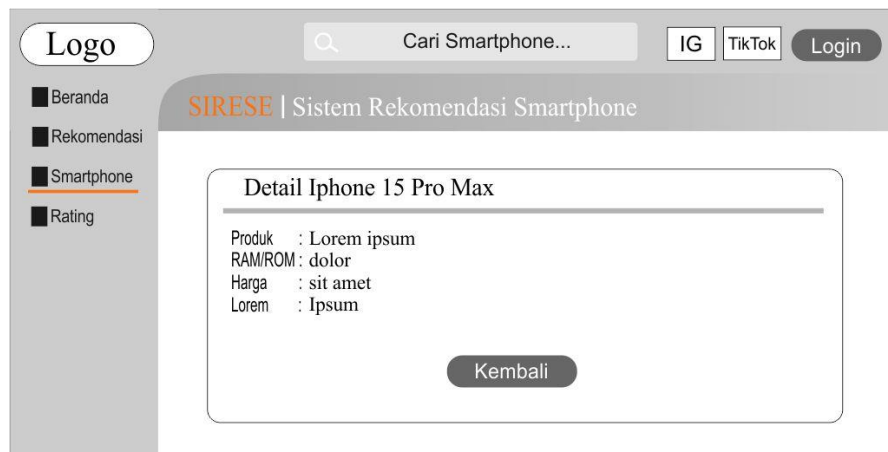 Logo
Cari Smartphone...
IG
TikTok
Login
Beranda
Rekomendasi
Smartphone
Rating
SIRESE | Sistem Rekomendasi Smartphone
Detail Iphone 15 Pro Max
Produk : Lorem ipsum
RAM/ROM : dolor
Harga : sit amet
Lorem : Ipsum
Kembali